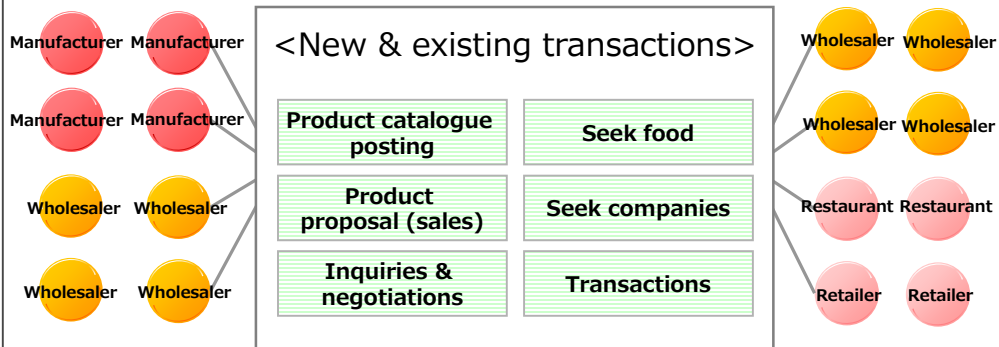 Manufacturer Manufacturer
Manufacturer Manufacturer
Wholesaler Wholesaler
Wholesaler Wholesaler
<New & existing transactions>
Product catalogue
posting
Seek food
Product
proposal (sales)
Seek companies
Inquiries &
negotiations
Transactions
Wholesaler Wholesaler
Wholesaler Wholesaler
Restaurant Restaurant
Retailer Retailer